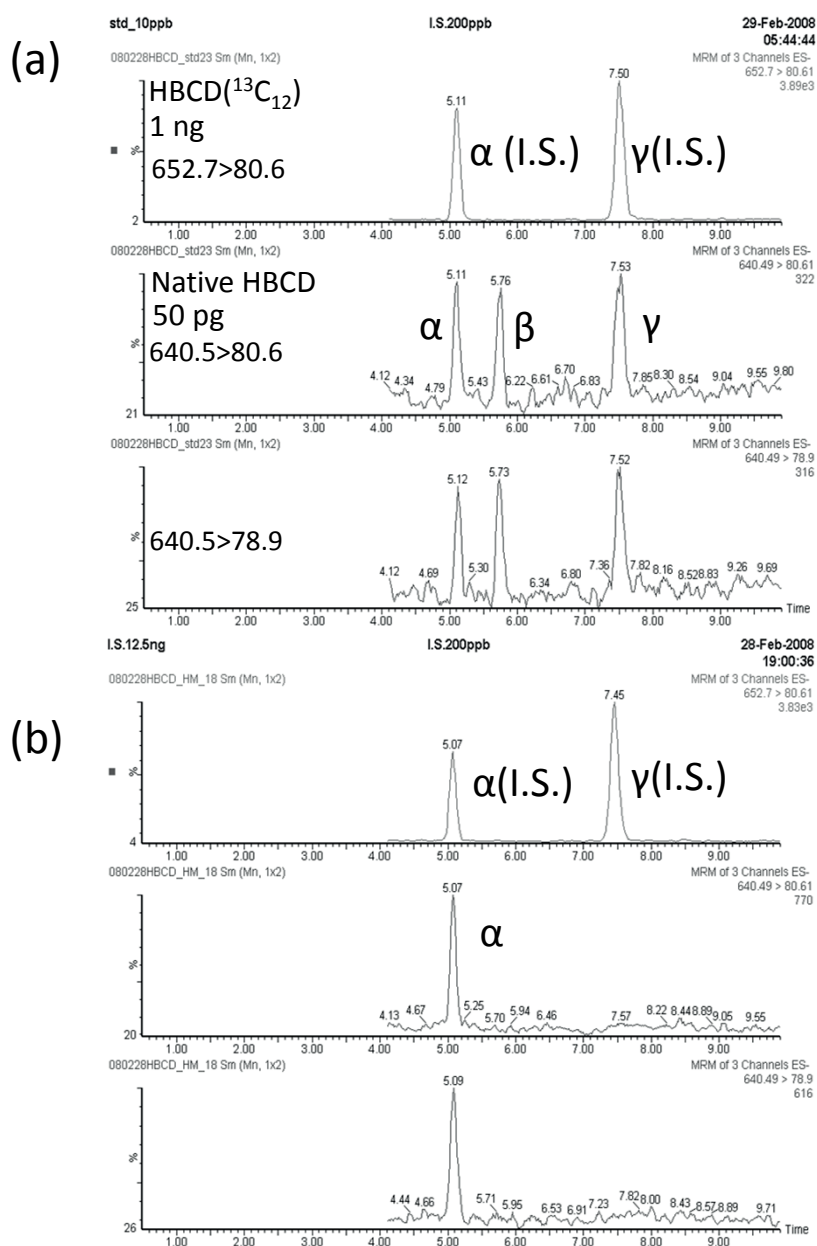 std_10ppb I.S.200ppb 29-Feb-2008
05:44:44
(a)
080228HBCD_std23 Sm (Mn, 1x2) MRM of 3 Channels ES-
652.7 > 80.61
3.89e3
HBCD(¹³C₁₂)
1 ng
652.7>80.6
5.11 7.50
α (I.S.) γ(I.S.)
%
2
1.00 2.00 3.00 4.00 5.00 6.00 7.00 8.00 9.00
080228HBCD_std23 Sm (Mn, 1x2) MRM of 3 Channels ES-
640.49 > 80.61
322
Native HBCD
50 pg
640.5>80.6
5.11 5.76 7.53
α β γ
%
4.12 4.34 4.79 5.43 6.22 6.61 6.70 6.83 7.85 8.30 8.54 9.04 9.55 9.80
21
1.00 2.00 3.00 4.00 5.00 6.00 7.00 8.00 9.00
080228HBCD_std23 Sm (Mn, 1x2) MRM of 3 Channels ES-
640.49 > 78.9
316
640.5>78.9
5.12 5.73 7.52
%
4.12 4.69 5.30 6.34 6.80 7.36 7.82 8.16 8.52 8.83 9.26 9.69
25 Time
1.00 2.00 3.00 4.00 5.00 6.00 7.00 8.00 9.00
I.S.12.5ng I.S.200ppb 28-Feb-2008
19:00:36
(b)
080228HBCD_HM_18 Sm (Mn, 1x2) MRM of 3 Channels ES-
652.7 > 80.61
3.83e3
5.07 7.45
α(I.S.) γ(I.S.)
%
4
1.00 2.00 3.00 4.00 5.00 6.00 7.00 8.00 9.00
080228HBCD_HM_18 Sm (Mn, 1x2) MRM of 3 Channels ES-
640.49 > 80.61
770
5.07
α
%
4.13 4.67 5.25 5.70 5.94 6.46 7.57 8.22 8.44 8.89 9.05 9.55
20
1.00 2.00 3.00 4.00 5.00 6.00 7.00 8.00 9.00
080228HBCD_HM_18 Sm (Mn, 1x2) MRM of 3 Channels ES-
640.49 > 78.9
616
5.09
%
4.44 4.66 5.71 5.95 6.53 6.91 7.23 7.82 8.00 8.43 8.57 8.89 9.71
26 Time
1.00 2.00 3.00 4.00 5.00 6.00 7.00 8.00 9.00